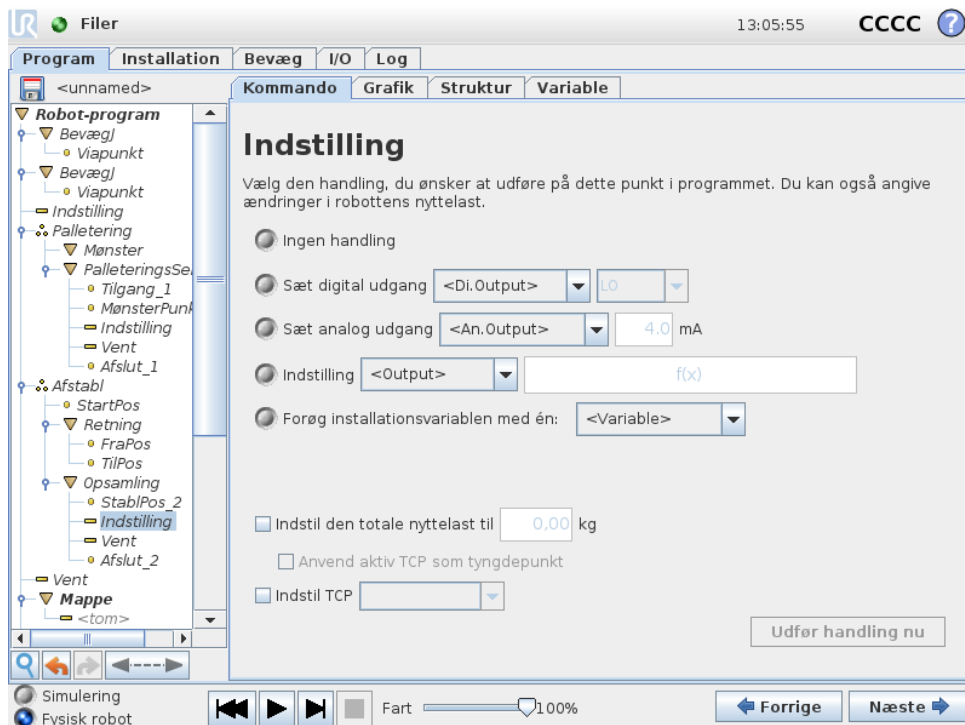 UR Filer 13:05:55 CCCC ?
Program Installation Bevæg I/O Log
<unnamed>
Kommando Grafik Struktur Variable
Robot-program
BevægJ
Viapunkt
BevægJ
Viapunkt
Indstilling
Palletering
Mønster
PalleteringsSe
Tilgang_1
MønsterPunk
Indstilling
Vent
Afslut_1
Afstabl
StartPos
Retning
FraPos
TilPos
Opsamling
StablPos_2
Indstilling
Vent
Afslut_2
Vent
Mappe
<tom>
Indstilling
Vælg den handling, du ønsker at udføre på dette punkt i programmet. Du kan også angive
ændringer i robottens nyttelast.
Ingen handling
Sæt digital udgang <Di.Output> LO
Sæt analog udgang <An.Output> 4.0 mA
Indstilling <Output> f(x)
Forøg installationsvariablen med én: <Variable>
Indstil den totale nyttelast til 0,00 kg
Anvend aktiv TCP som tyngdepunkt
Indstil TCP
Udfør handling nu
Simulering
Fysisk robot
Fart 100%
Forrige Næste